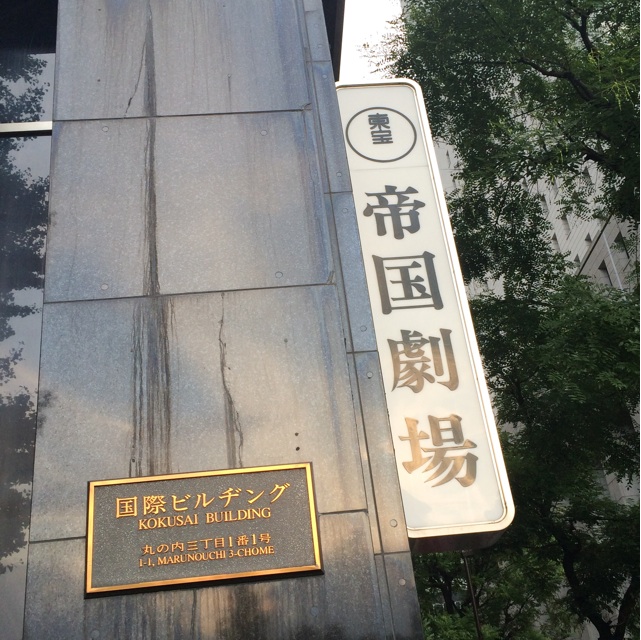 東宝
帝国劇場
国際ビルヂング
KOKUSAI BUILDING
丸の内三丁目1番1号
1-1, MARUNOUCHI 3-CHOME